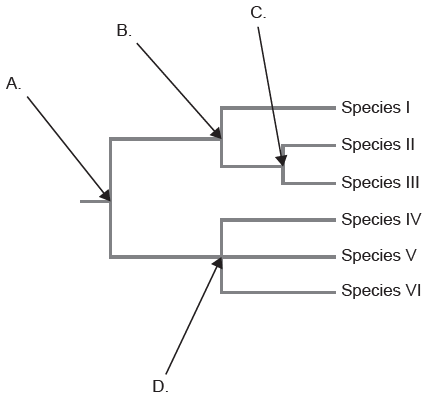 C.
B.
A.
Species I
Species II
Species III
Species IV
Species V
Species VI
D.